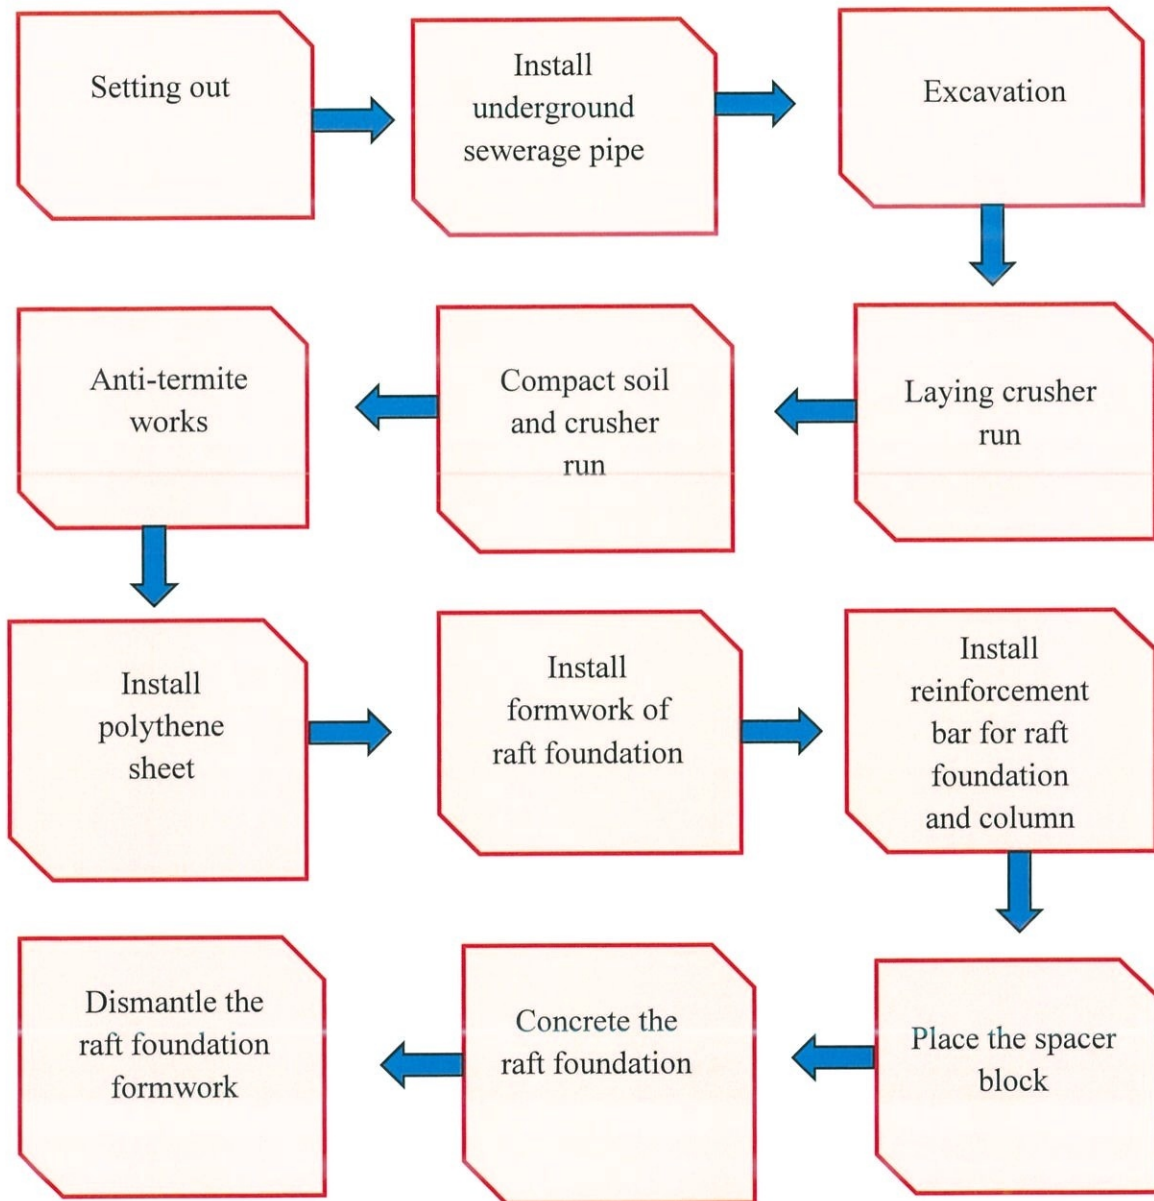 Setting out
Install
underground
sewerage pipe
Excavation
Laying crusher
run
Compact soil
and crusher
run
Anti-termite
works
Install
polythene
sheet
Install
formwork of
raft foundation
Install
reinforcement
bar for raft
foundation
and column
Place the spacer
block
Concrete the
raft foundation
Dismantle the
raft foundation
formwork